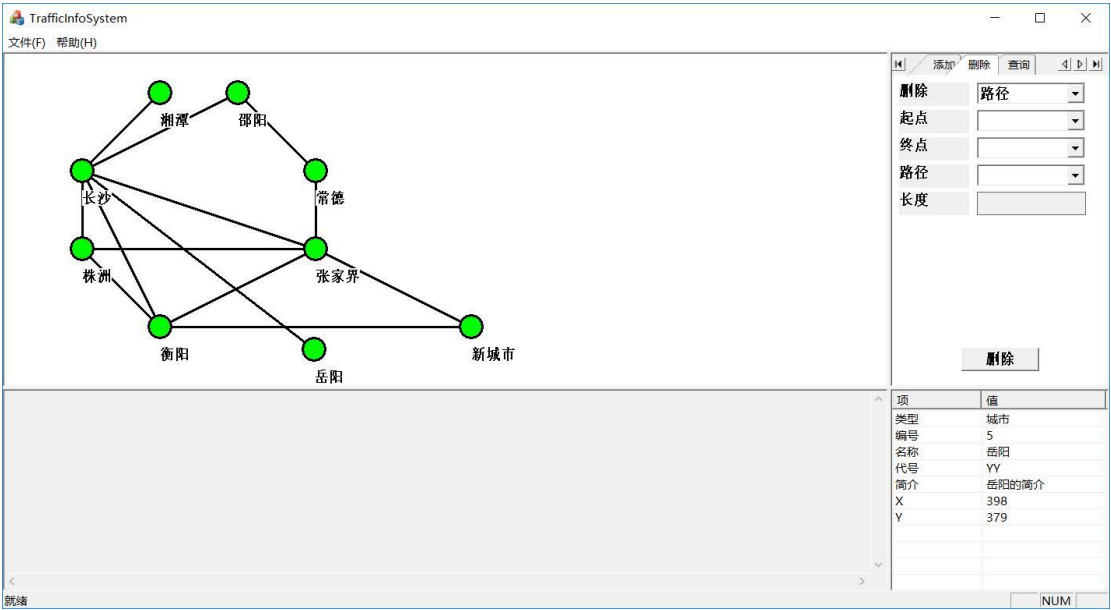 TrafficInfoSystem
文件(F) 帮助(H)
湘潭
邵阳
长沙
常德
株洲
张家界
衡阳
岳阳
新城市
添加 删除 查询
删除 路径
起点
终点
路径
长度
删除
项 值
类型 城市
编号 5
名称 岳阳
代号 YY
简介 岳阳的简介
X 398
Y 379
就绪 NUM